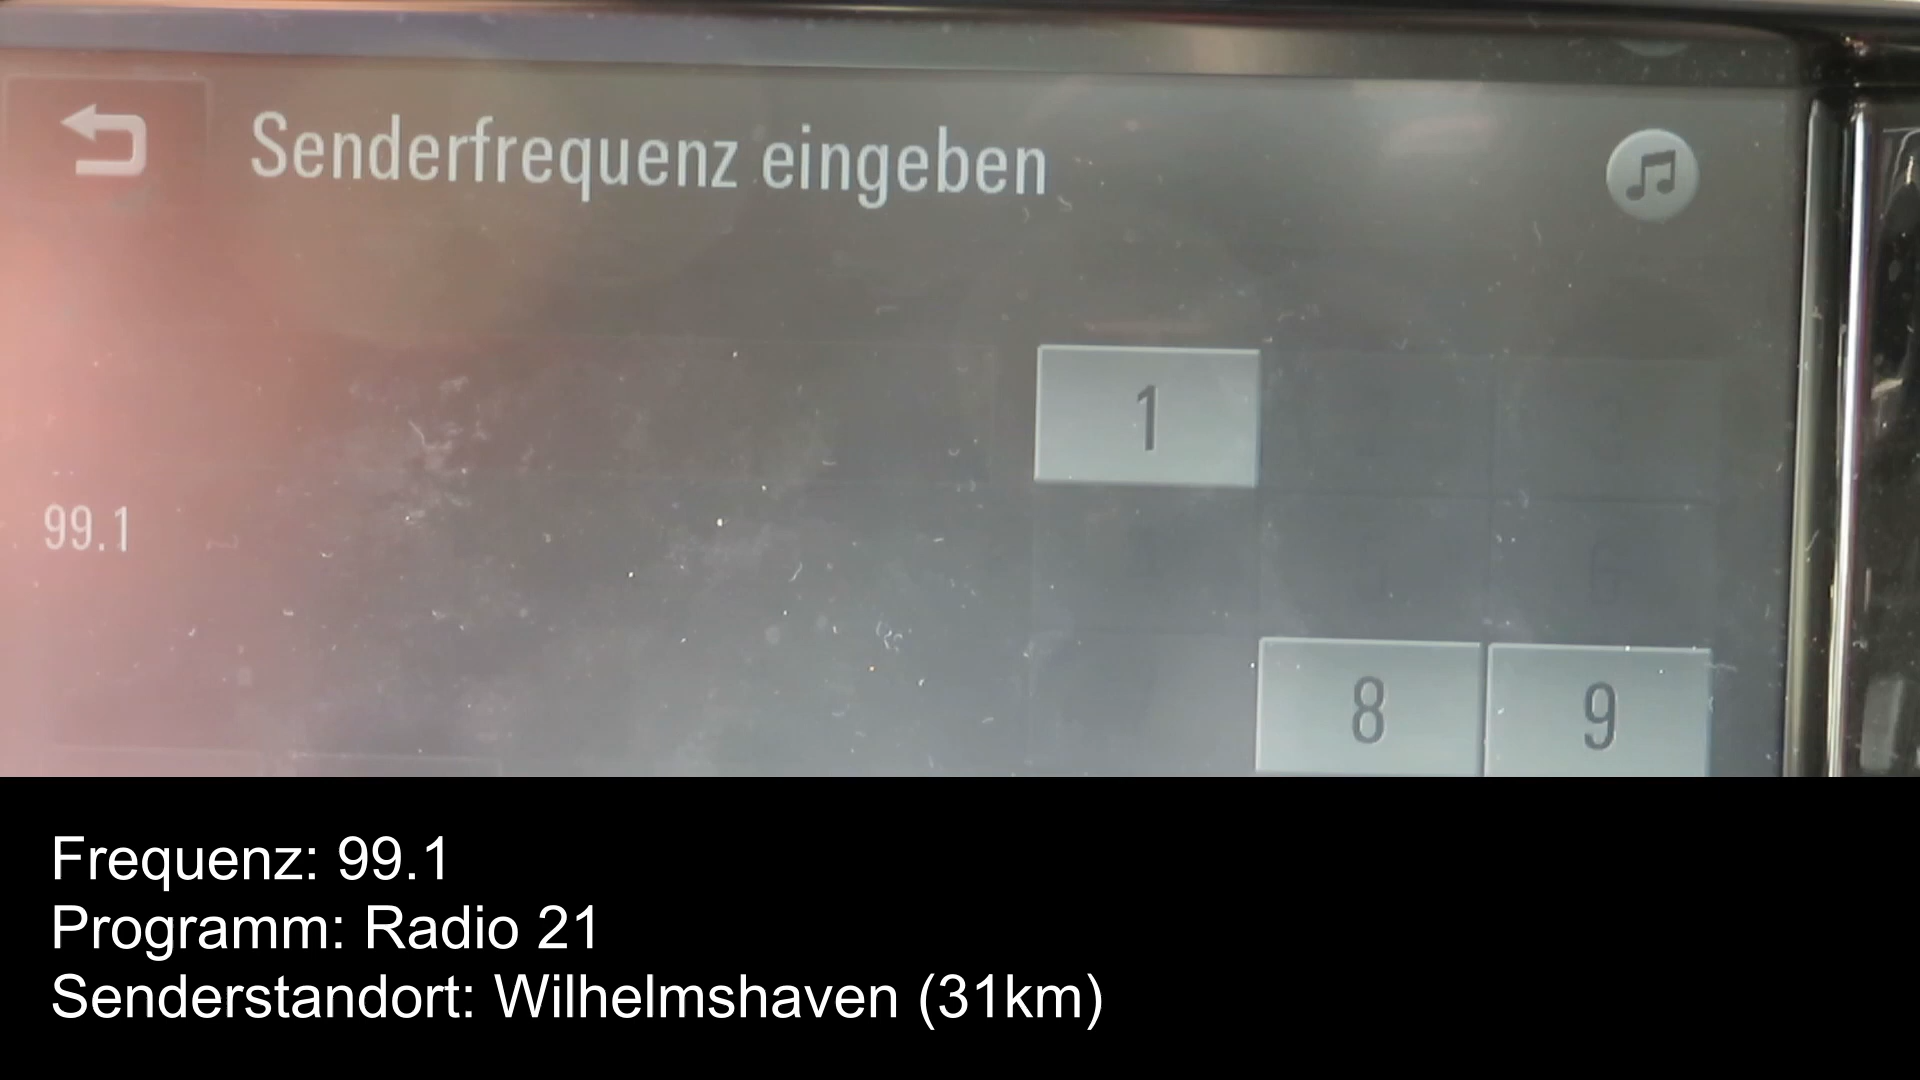 Senderfrequenz eingeben
1
99.1
8 9
Frequenz: 99.1
Programm: Radio 21
Senderstandort: Wilhelmshaven (31km)